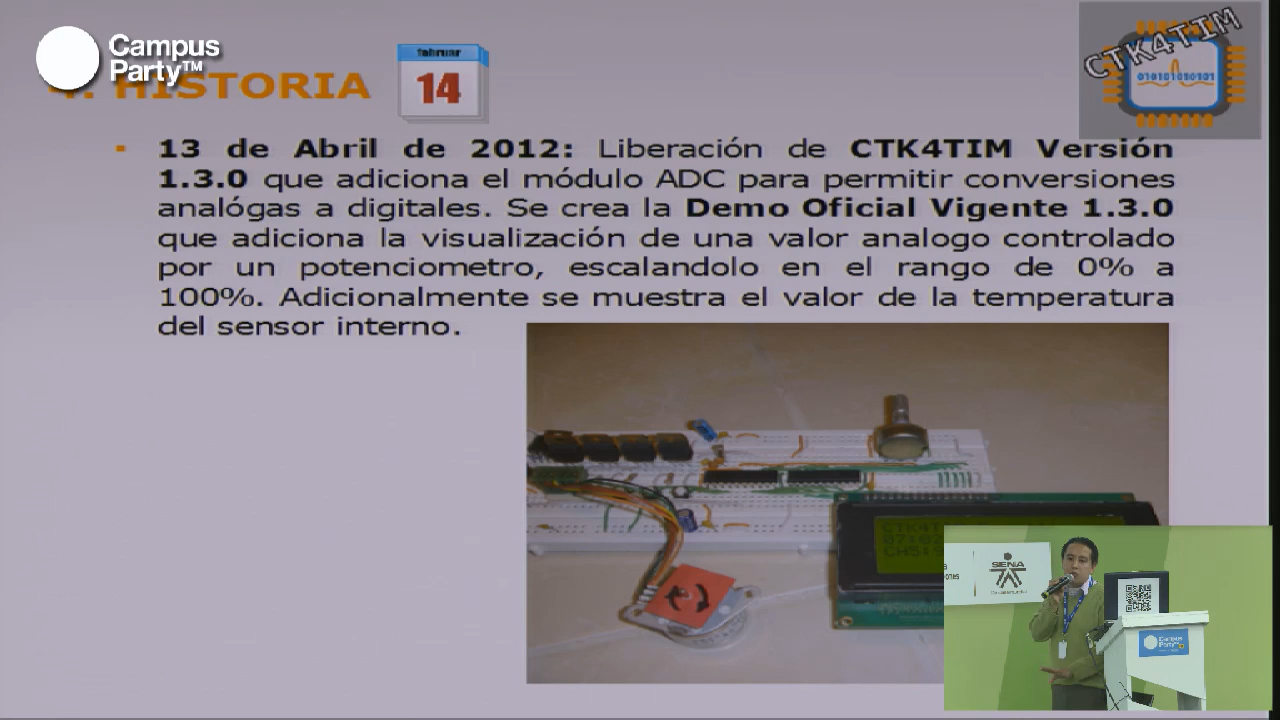 Campus
Party™
HISTORIA
februar
14
CTK4TIM
010101010101
13 de Abril de 2012: Liberación de CTK4TIM Versión
1.3.0 que adiciona el módulo ADC para permitir conversiones
analógas a digitales. Se crea la Demo Oficial Vigente 1.3.0
que adiciona la visualización de una valor analogo controlado
por un potenciometro, escalandolo en el rango de 0% a
100%. Adicionalmente se muestra el valor de la temperatura
del sensor interno.
SENA
Campus
Party